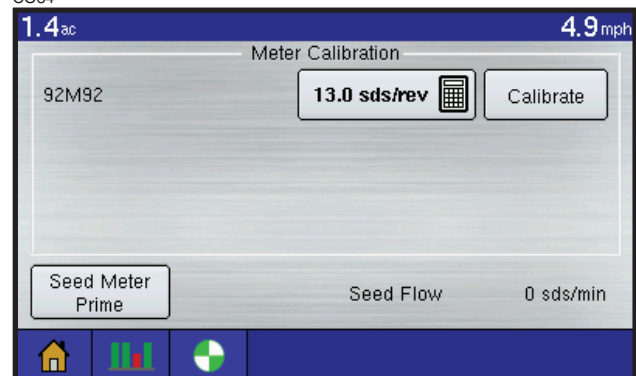 1.4ac 4.9mph
Meter Calibration
92M92 13.0 sds/rev Calibrate
Seed Meter
Prime
Seed Flow 0 sds/min